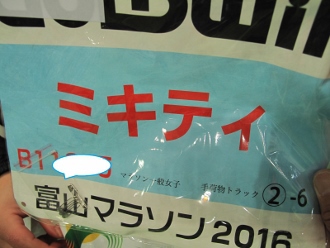 ミキティ
B11
マラソン一般女子 手荷物トラック ②-6
富山マラソン2016